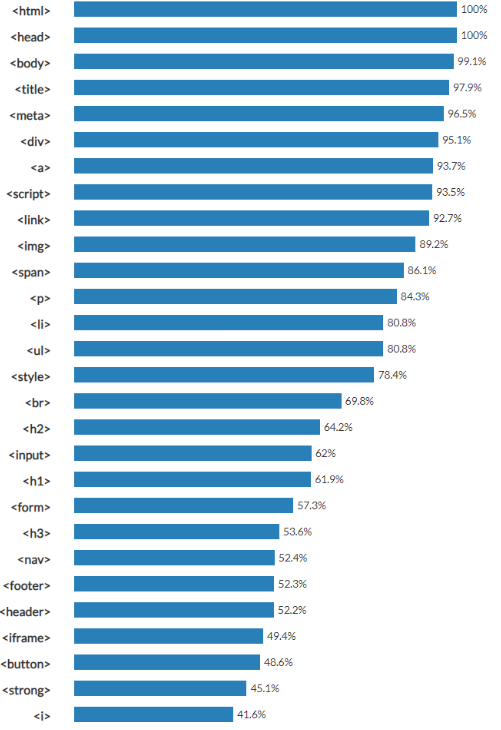 <html> 100%
<head> 100%
<body> 99.1%
<title> 97.9%
<meta> 96.5%
<div> 95.1%
<a> 93.7%
<script> 93.5%
<link> 92.7%
<img> 89.2%
<span> 86.1%
<p> 84.3%
<li> 80.8%
<ul> 80.8%
<style> 78.4%
<br> 69.8%
<h2> 64.2%
<input> 62%
<h1> 61.9%
<form> 57.3%
<h3> 53.6%
<nav> 52.4%
<footer> 52.3%
<header> 52.2%
<iframe> 49.4%
<button> 48.6%
<strong> 45.1%
<i> 41.6%